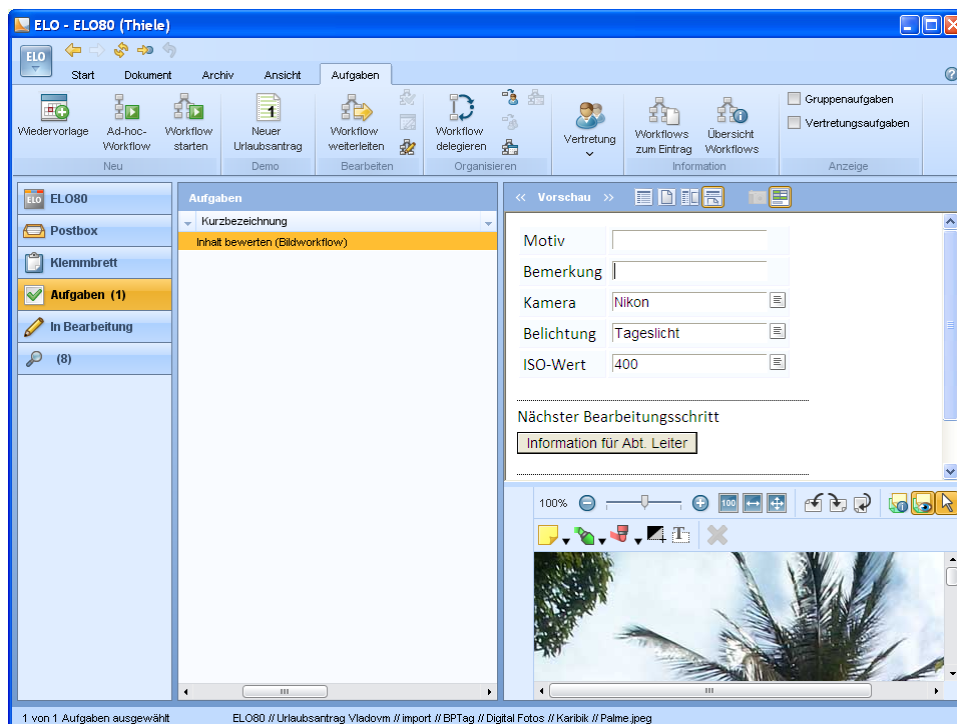 ELO - ELO80 (Thiele)
ELO
Start Dokument Archiv Ansicht Aufgaben
Wiedervorlage
Ad-hoc-
Workflow
Workflow
starten
Neu
1
Neuer
Urlaubsantrag
Demo
Workflow
weiterleiten
Bearbeiten
Workflow
delegieren
Organisieren
Vertretung
Workflows
zum Eintrag
Übersicht
Workflows
Information
Gruppenaufgaben
Vertretungsaufgaben
Anzeige
ELO ELO80
Postbox
Klemmbrett
Aufgaben (1)
In Bearbeitung
(8)
Aufgaben
Kurzbezeichnung
Inhalt bewerten (Bildworkflow)
<< Vorschau >>
Motiv
Bemerkung
Kamera Nikon
Belichtung Tageslicht
ISO-Wert 400
Nächster Bearbeitungsschritt
Information für Abt. Leiter
100% 100
T
1 von 1 Aufgaben ausgewählt ELO80 // Urlaubsantrag Vladovm // import // BPTag // Digital Fotos // Karibik // Palme.jpeg